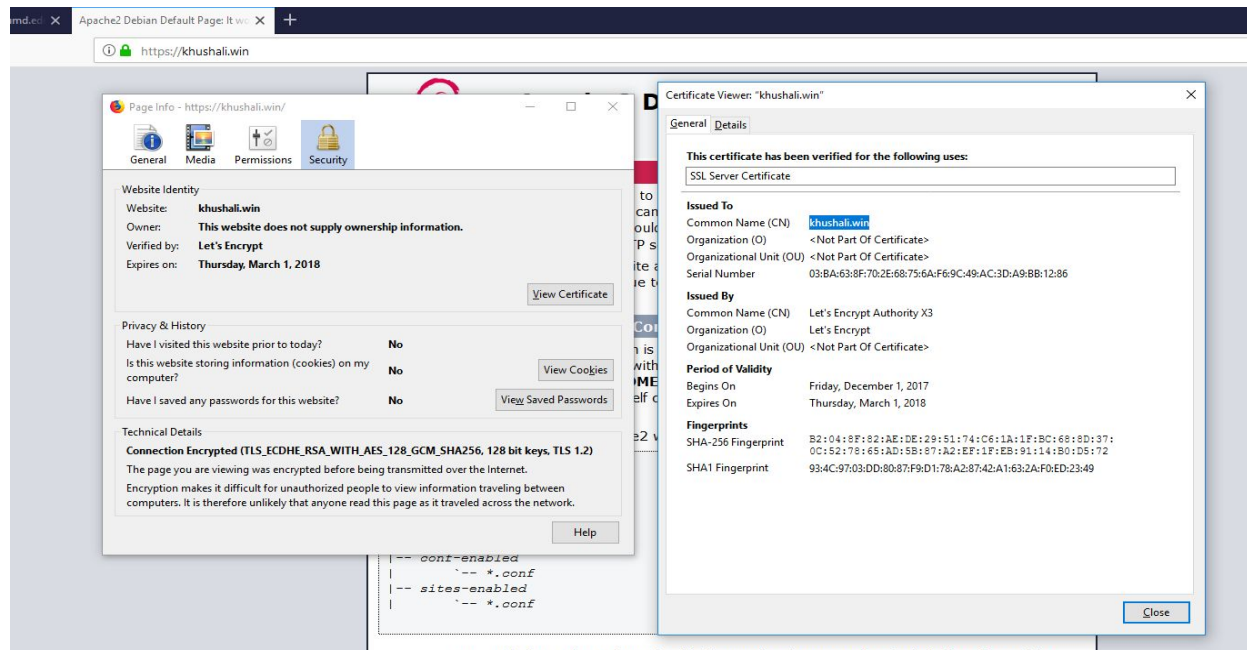 md.ed
Apache2 Debian Default Page: It wo
https://khushali.win
D
Page Info - https://khushali.win/
General Media Permissions Security
Website Identity
Website: khushali.win
Owner: This website does not supply ownership information.
Verified by: Let's Encrypt
Expires on: Thursday, March 1, 2018
View Certificate
Privacy & History
Have I visited this website prior to today? No
Is this website storing information (cookies) on my
computer?
No
View Cookies
Have I saved any passwords for this website? No
View Saved Passwords
Technical Details
Connection Encrypted (TLS_ECDHE_RSA_WITH_AES_128_GCM_SHA256, 128 bit keys, TLS 1.2)
The page you are viewing was encrypted before being transmitted over the Internet.
Encryption makes it difficult for unauthorized people to view information traveling between
computers. It is therefore unlikely that anyone read this page as it traveled across the network.
Help
to
can
P s
ite a
ue t
Con
n is
with
OME
elf
e2 v
|-- conf-enabled
| `-- *.conf
|-- sites-enabled
| `-- *.conf
Certificate Viewer: "khushali.win"
General Details
This certificate has been verified for the following uses:
SSL Server Certificate
Issued To
Common Name (CN) khushali.win
Organization (O) <Not Part Of Certificate>
Organizational Unit (OU) <Not Part Of Certificate>
Serial Number 03:BA:63:8F:70:2E:68:75:6A:F6:9C:49:AC:3D:A9:BB:12:86
Issued By
Common Name (CN) Let's Encrypt Authority X3
Organization (O) Let's Encrypt
Organizational Unit (OU) <Not Part Of Certificate>
Period of Validity
Begins On Friday, December 1, 2017
Expires On Thursday, March 1, 2018
Fingerprints
SHA-256 Fingerprint B2:04:8F:82:AE:DE:29:51:74:C6:1A:1F:BC:68:8D:37:
0C:52:78:65:AD:5B:87:A2:EF:1F:EB:91:14:B0:D5:72
SHA1 Fingerprint 93:4C:97:03:DD:80:87:F9:D1:78:A2:87:42:A1:63:2A:F0:ED:23:49
Close